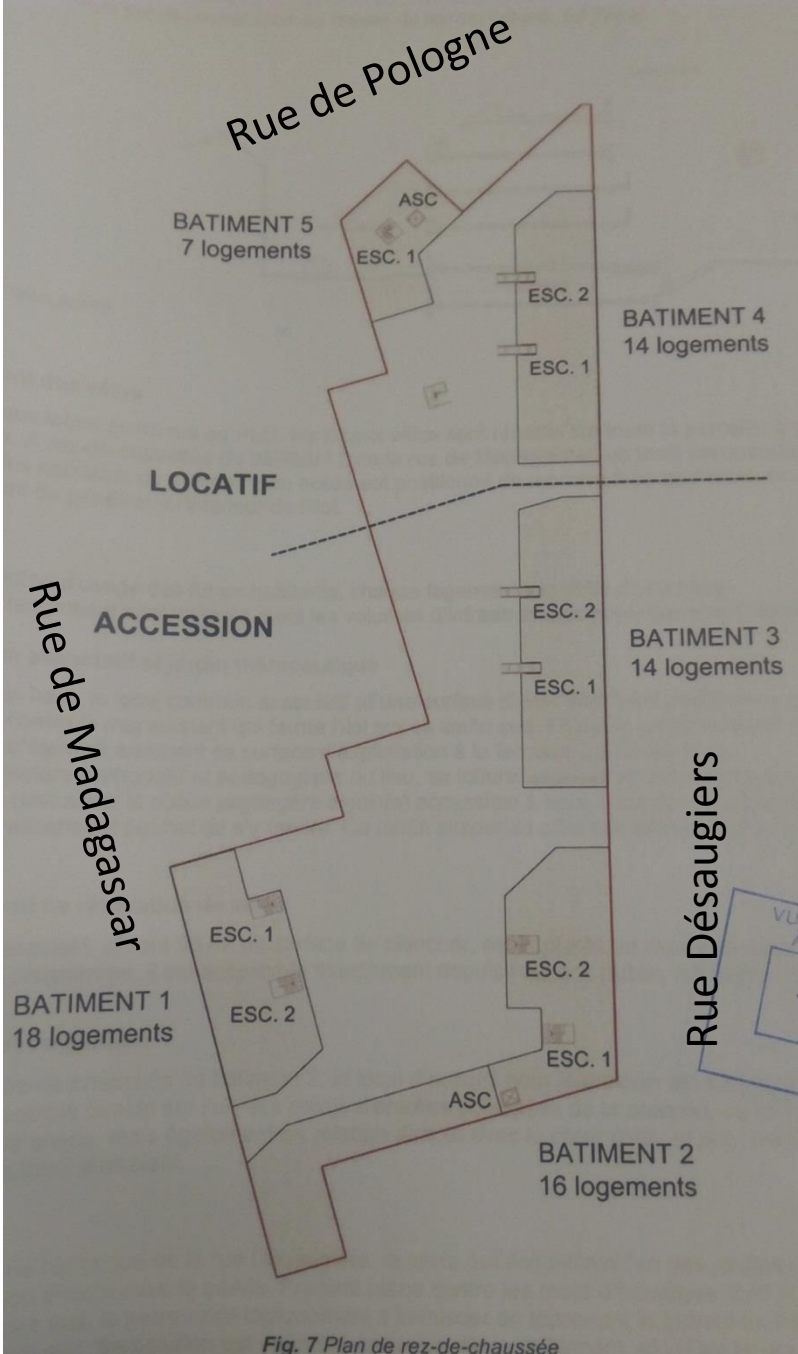 Rue de Pologne
ASC
BATIMENT 5
7 logements
ESC. 1
ESC. 2
BATIMENT 4
14 logements
ESC. 1
LOCATIF
ACCESSION
Rue de Madagascar
ESC. 2
BATIMENT 3
14 logements
ESC. 1
Rue Désaugiers
VU
ESC. 1
ESC. 2
BATIMENT 1
18 logements
ESC. 2
ESC. 1
ASC
BATIMENT 2
16 logements
Fig. 7 Plan de rez-de-chaussée